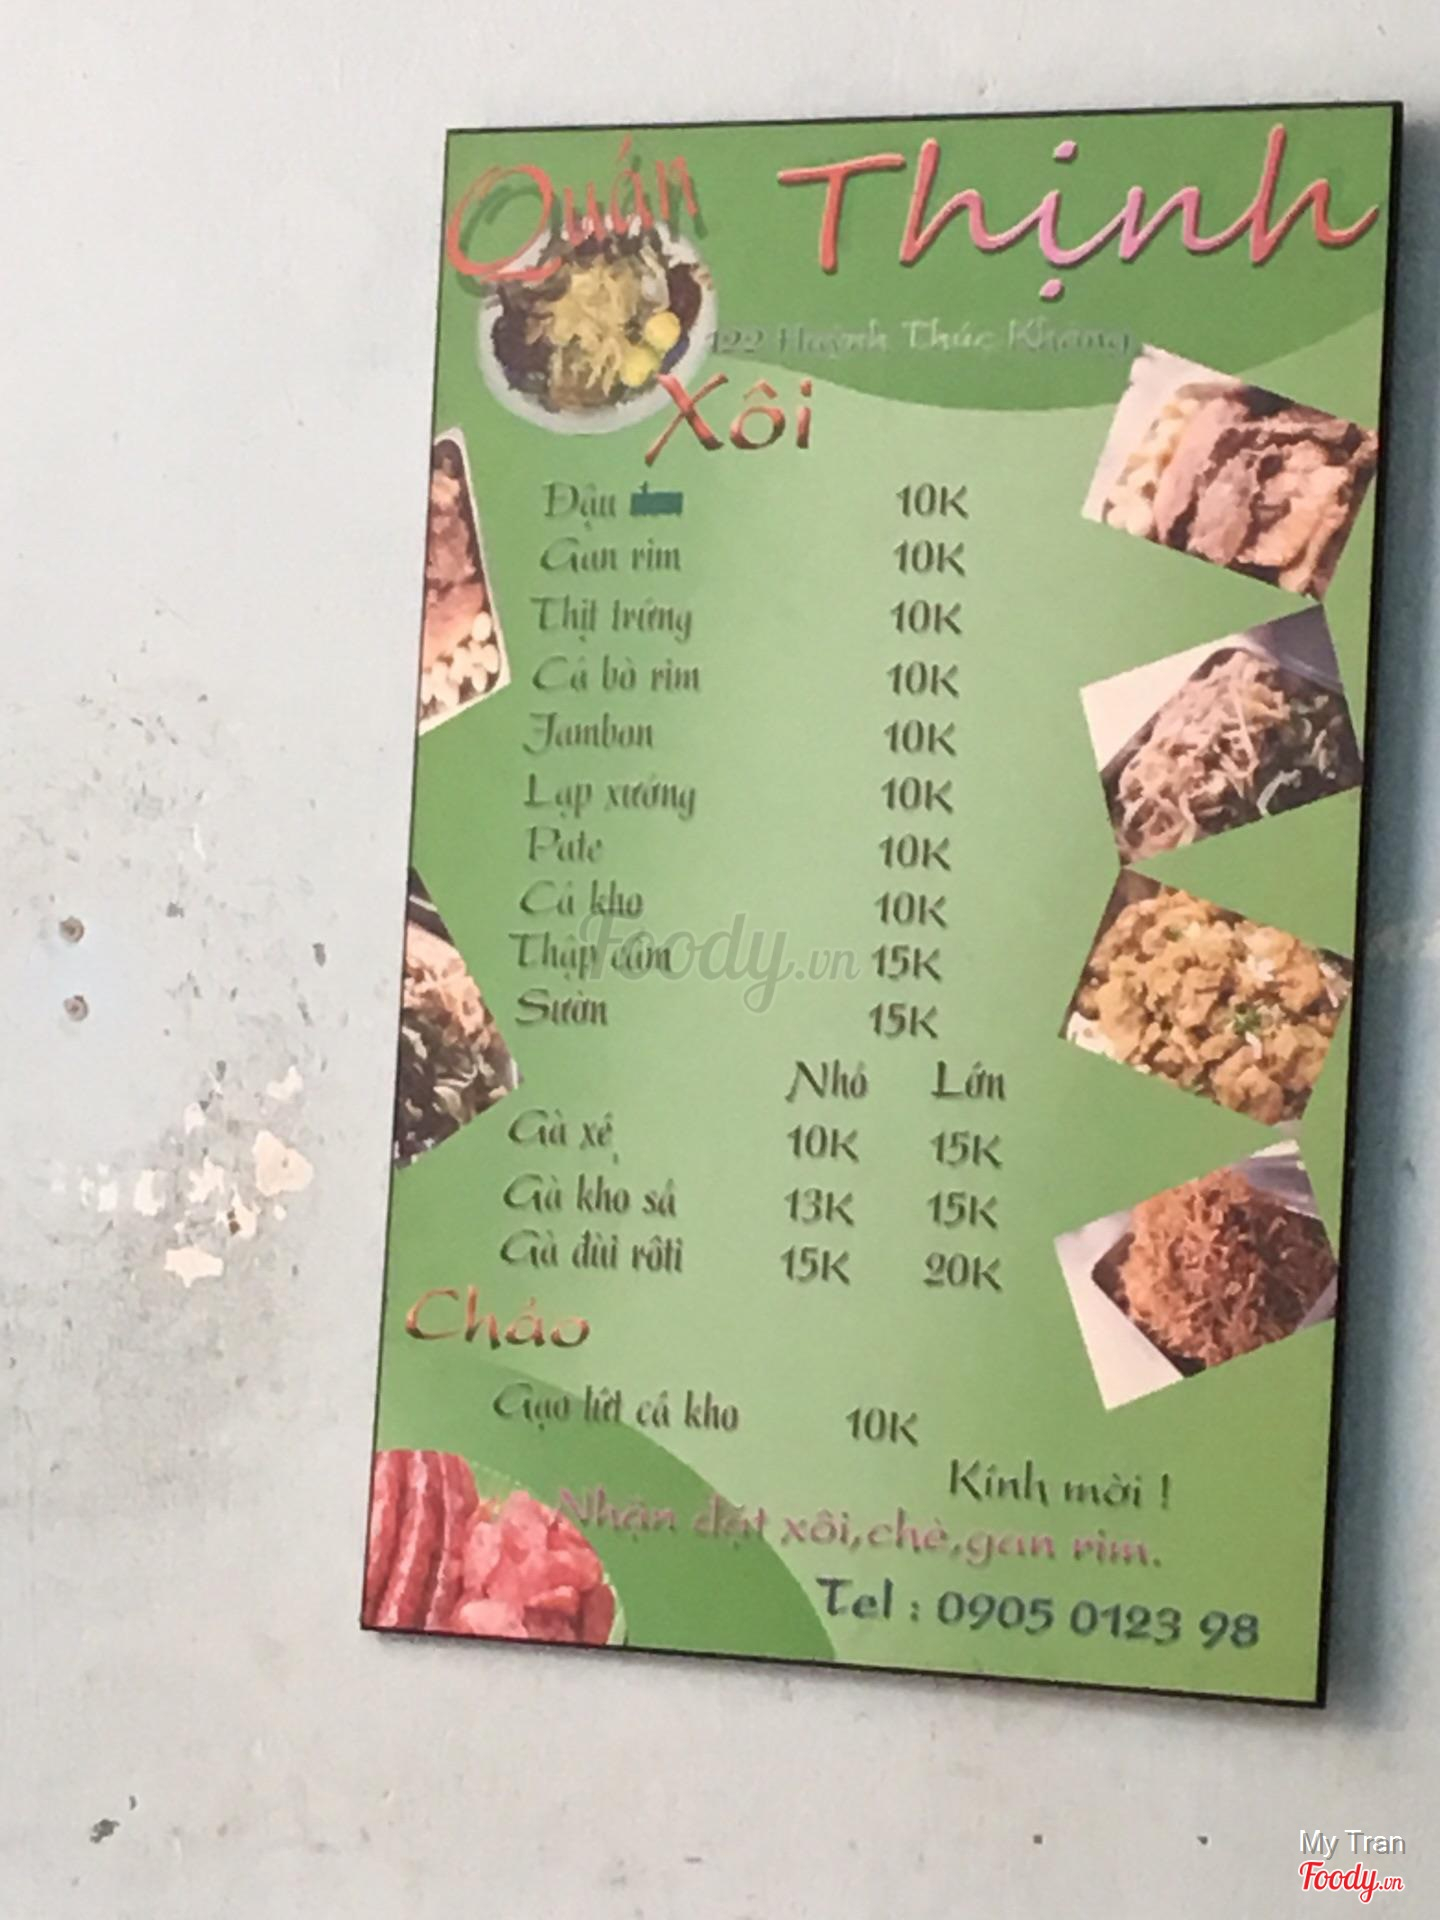 Quán Thịnh
122 Huỳnh Thúc Kháng
Xôi
Đậu 10K
Gan rim 10K
Thịt trứng 10K
Cá bò rim 10K
Jambon 10K
Lạp xưởng 10K
Pate 10K
Cá kho 10K
Thập cẩm 15K
Sườn 15K
Nhỏ Lớn
Gà xé 10K 15K
Gà kho sả 13K 15K
Gà đùi rôti 15K 20K
Cháo
Gạo lứt cá kho 10K
Kính mời !
Nhận đặt xôi,chè,gan rim.
Tel : 0905 0123 98
Foody.vn
My Tran
Foody.vn